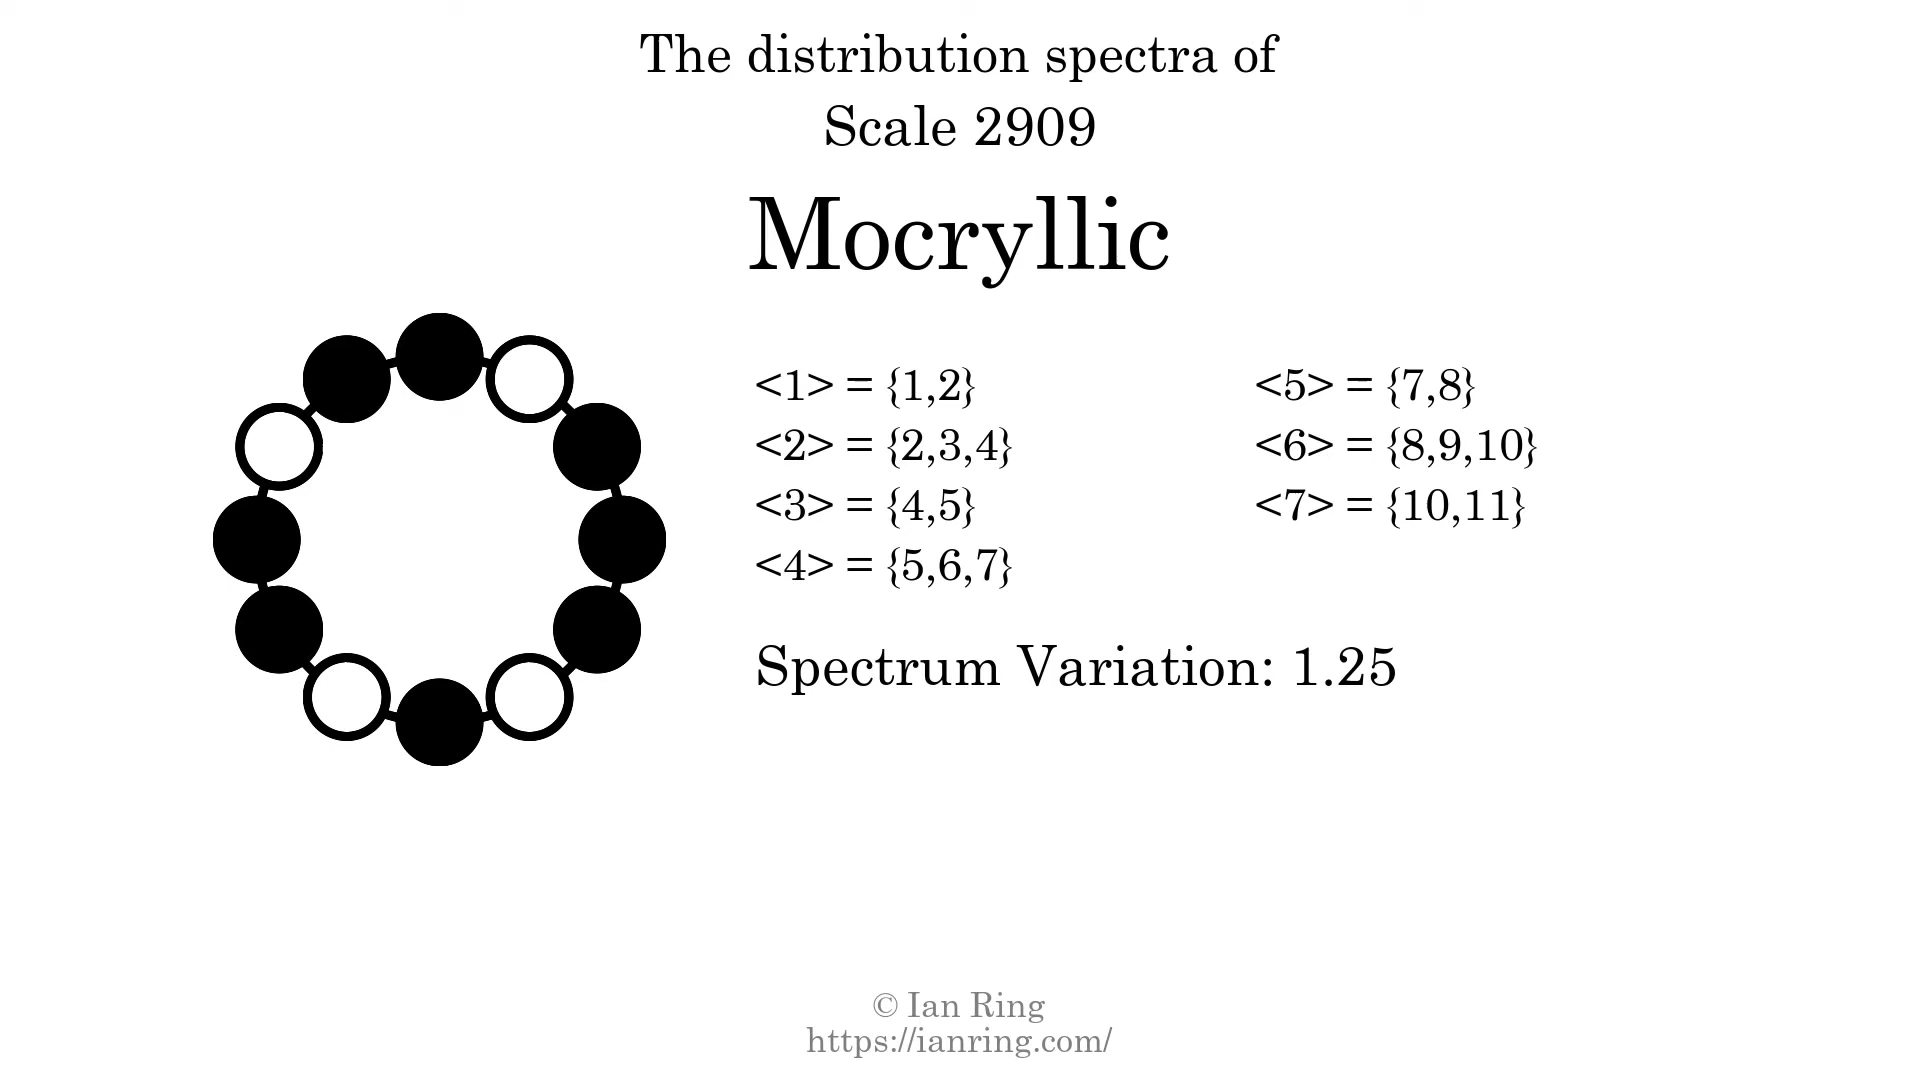 The distribution spectra of
Scale 2909
Mocryllic
<1> = {1,2}
<2> = {2,3,4}
<3> = {4,5}
<4> = {5,6,7}
<5> = {7,8}
<6> = {8,9,10}
<7> = {10,11}
Spectrum Variation: 1.25
© Ian Ring
https://ianring.com/